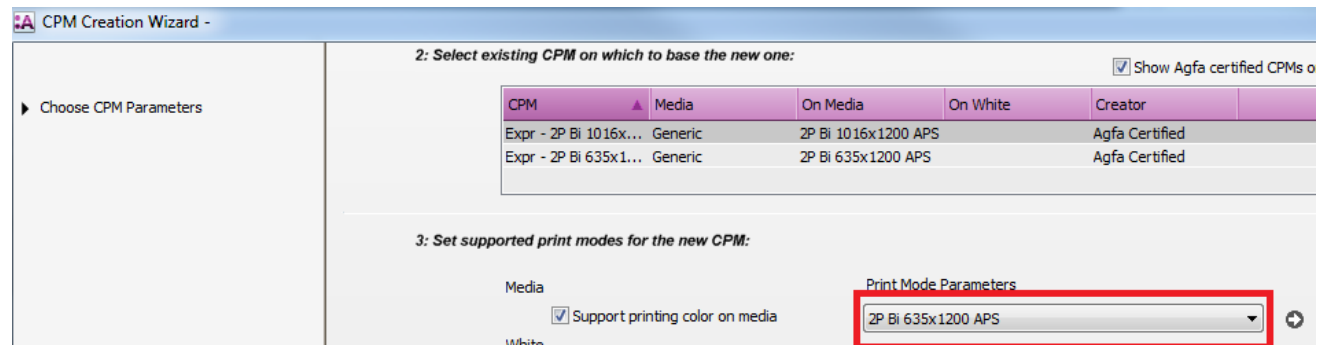 :A CPM Creation Wizard -
2: Select existing CPM on which to base the new one:
Show Agfa certified CPMs o
Choose CPM Parameters
CPM Media On Media On White Creator
Expr - 2P Bi 1016x... Generic 2P Bi 1016x1200 APS Agfa Certified
Expr - 2P Bi 635x1... Generic 2P Bi 635x1200 APS Agfa Certified
3: Set supported print modes for the new CPM:
Media Print Mode Parameters
Support printing color on media 2P Bi 635x1200 APS
White